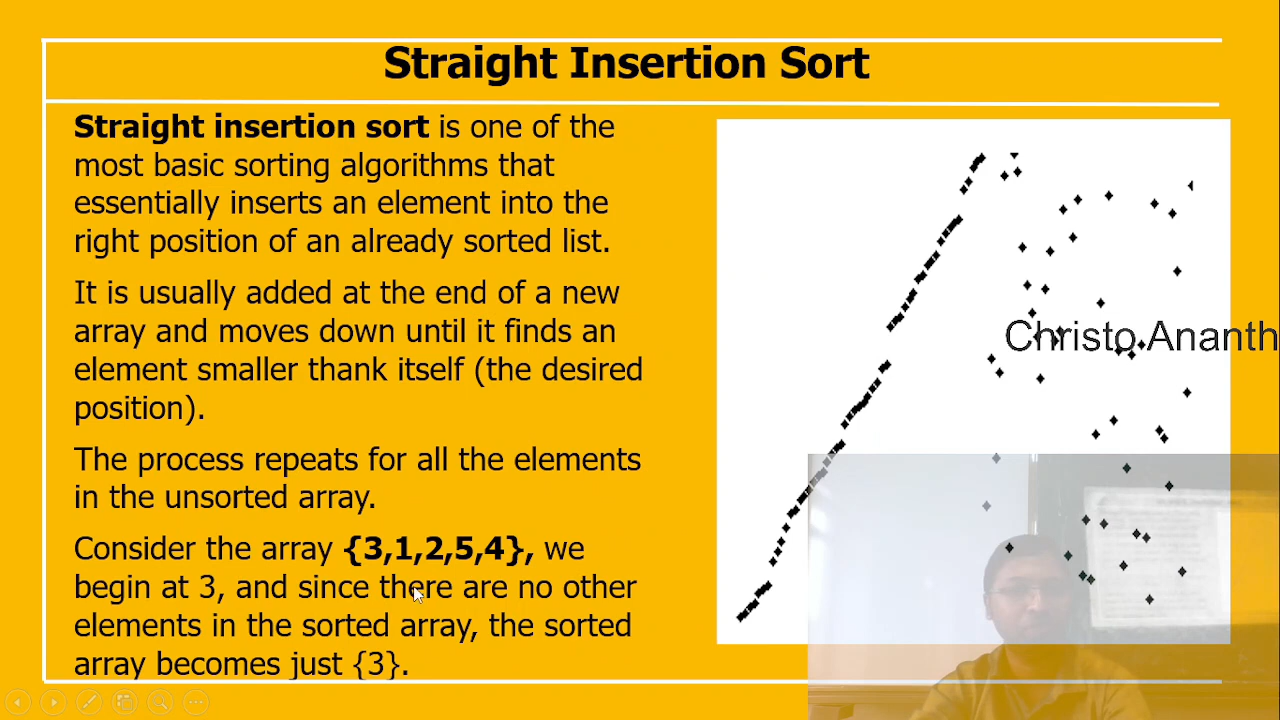 Straight Insertion Sort
Straight insertion sort is one of the
most basic sorting algorithms that
essentially inserts an element into the
right position of an already sorted list.
It is usually added at the end of a new
array and moves down until it finds an
element smaller thank itself (the desired
position).
The process repeats for all the elements
in the unsorted array.
Consider the array {3,1,2,5,4}, we
begin at 3, and since there are no other
elements in the sorted array, the sorted
array becomes just {3}.
Christo Ananth